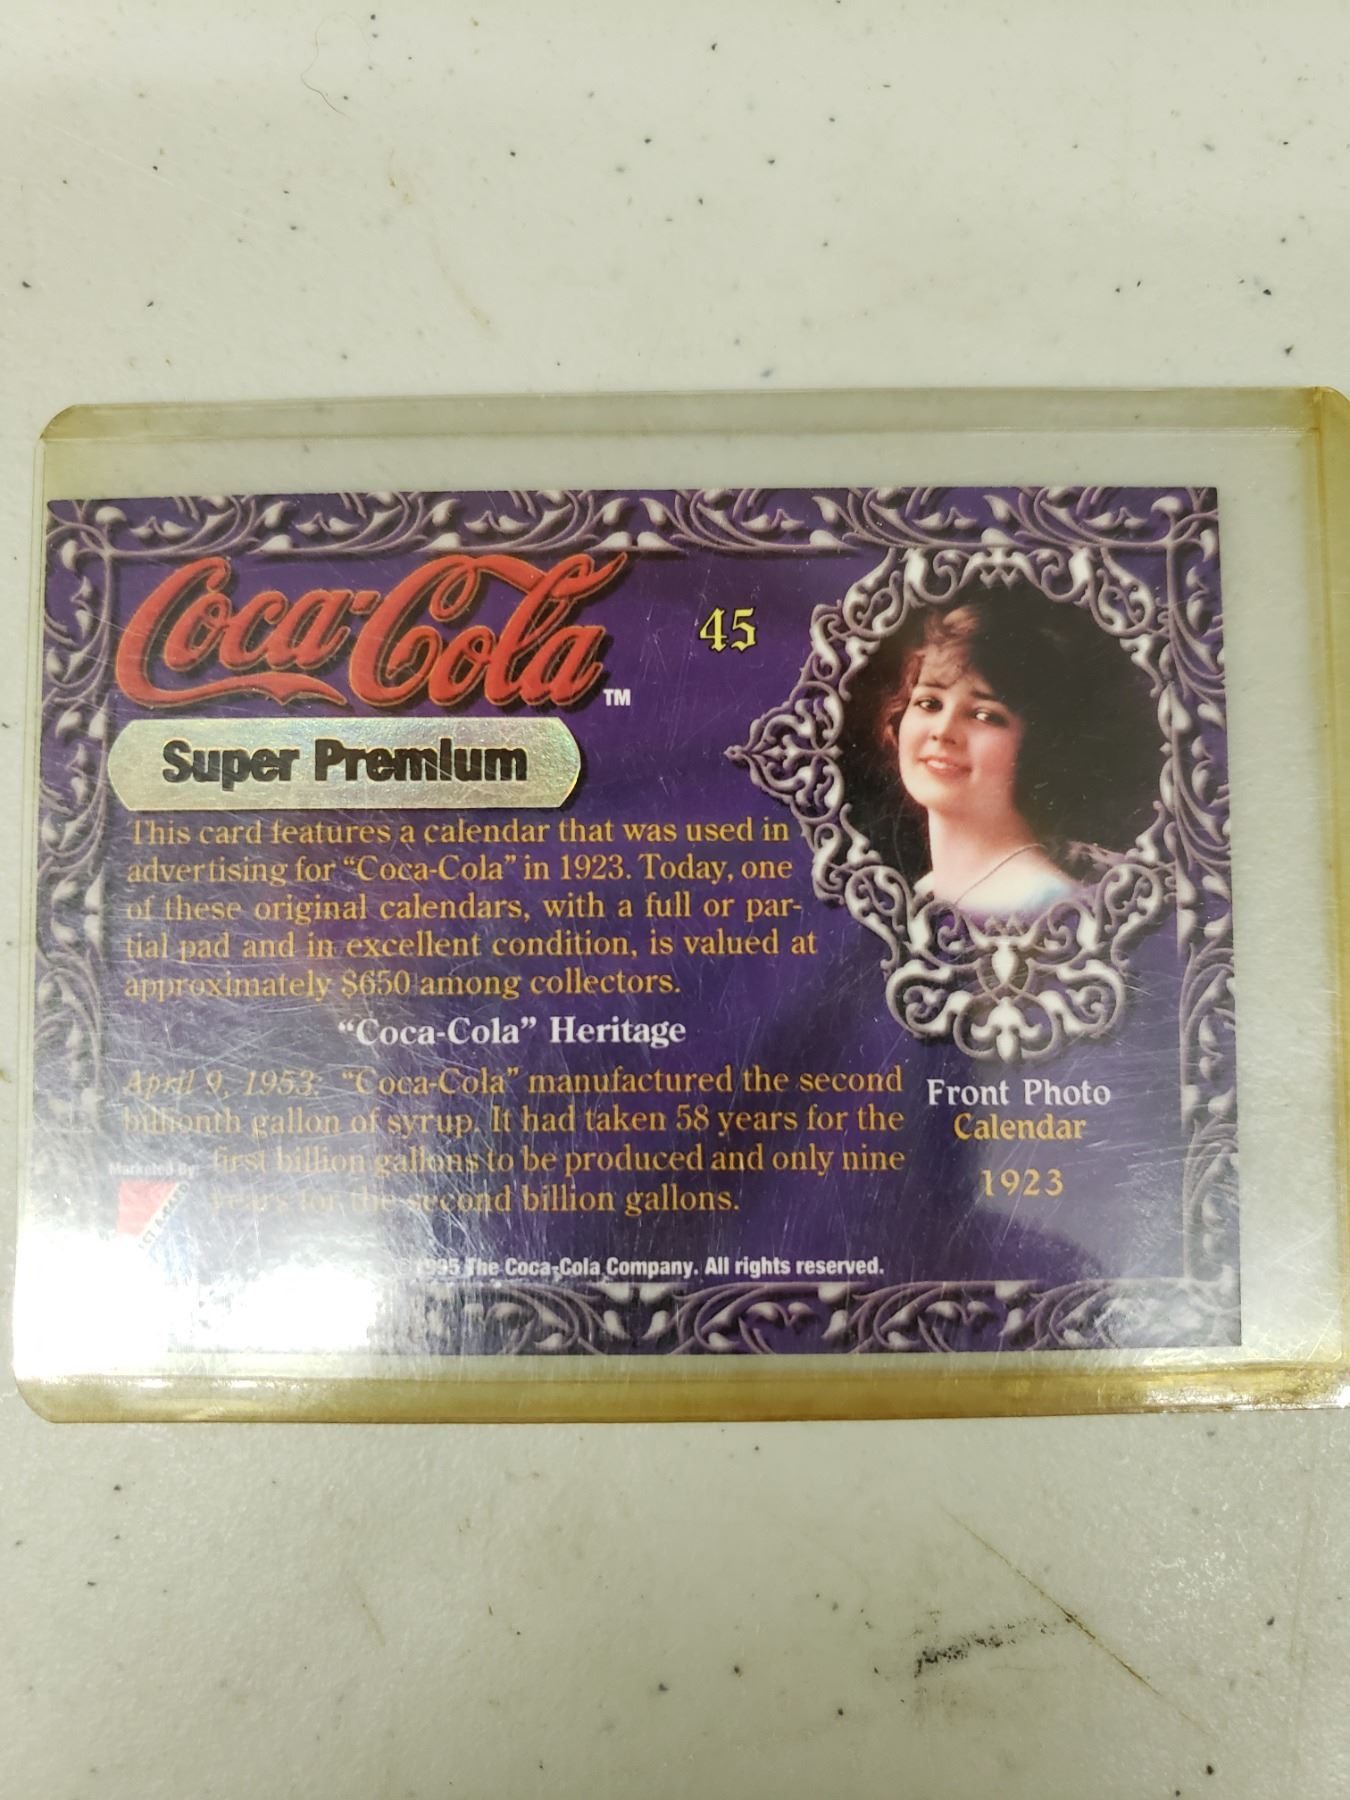 Coca-Cola TM
45
Super Premium
This card features a calendar that was used in
advertising for “Coca-Cola” in 1923. Today, one
of these original calendars, with a full or par-
tial pad and in excellent condition, is valued at
approximately $650 among collectors.
“Coca-Cola” Heritage
April 9, 1953: “Coca-Cola” manufactured the second
billionth gallon of syrup. It had taken 58 years for the
first billion gallons to be produced and only nine
years for the second billion gallons.
Marketed By:
Front Photo
Calendar
1923
© 1995 The Coca-Cola Company. All rights reserved.